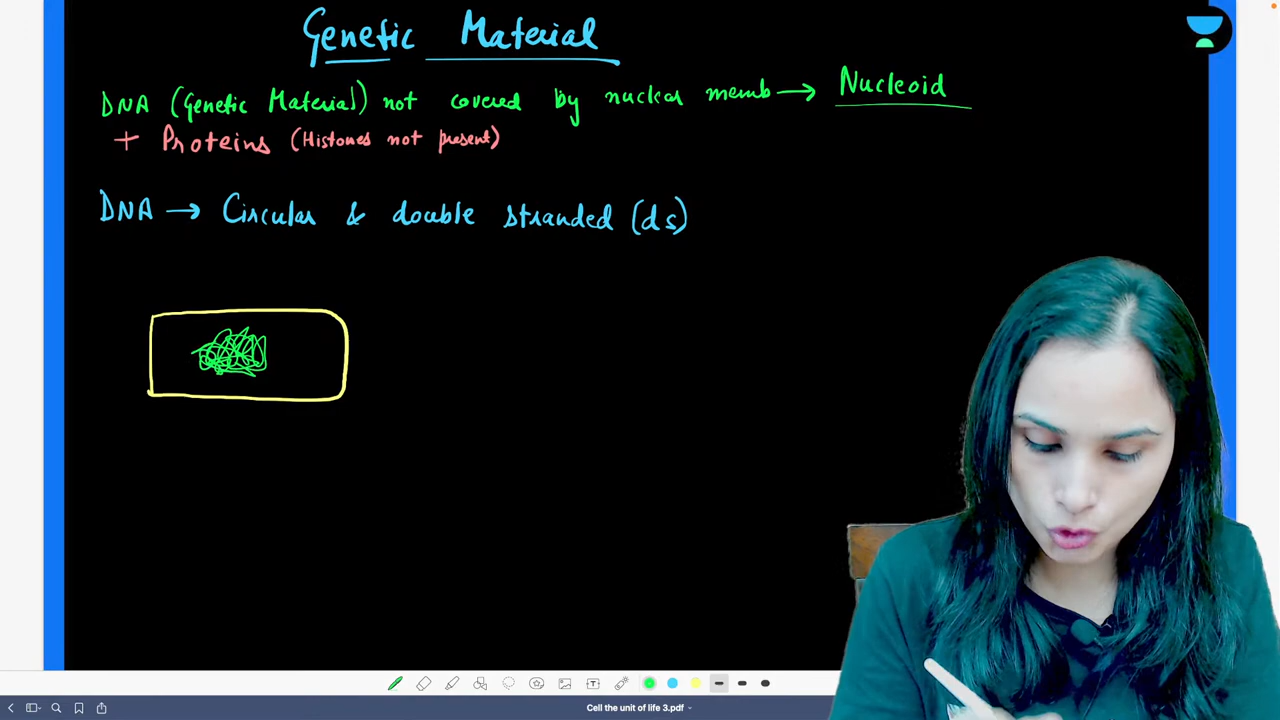 Genetic Material
DNA (Genetic Material) not covered by nuclear memb → Nucleoid
+ Proteins (Histones not present)
DNA → Circular & double stranded (ds)
Cell the unit of life 3.pdf